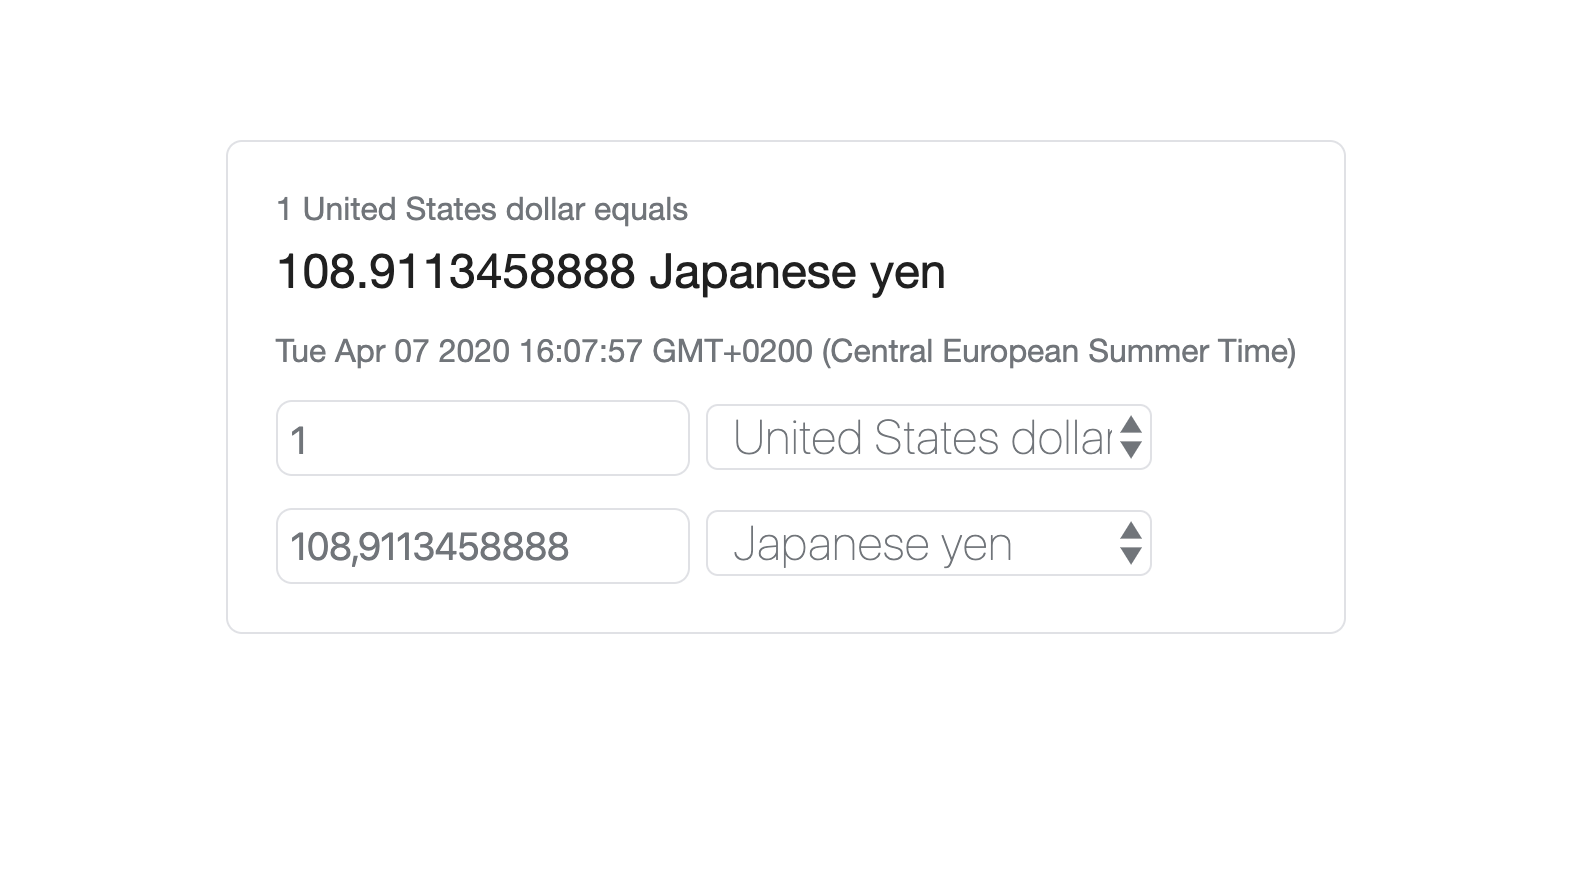 1 United States dollar equals
108.9113458888 Japanese yen
Tue Apr 07 2020 16:07:57 GMT+0200 (Central European Summer Time)
1 United States dollar
108,9113458888 Japanese yen